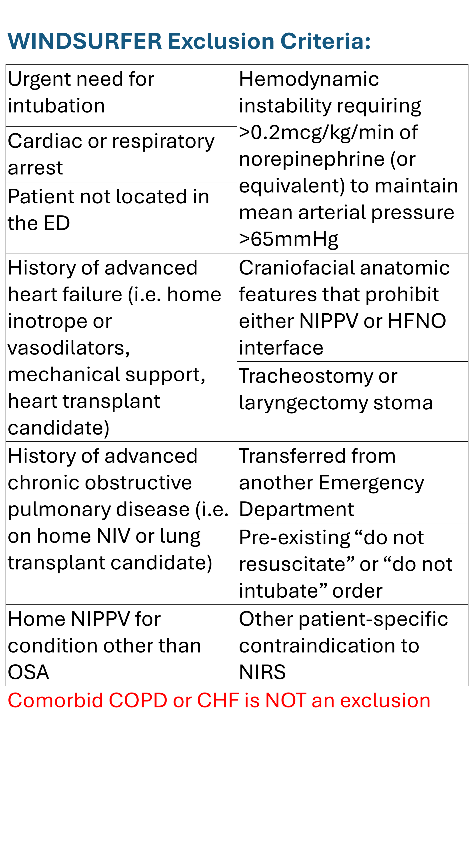 WINDSURFER Exclusion Criteria:
Urgent need for
intubation
Cardiac or respiratory
arrest
Patient not located in
the ED
Hemodynamic
instability requiring
>0.2mcg/kg/min of
norepinephrine (or
equivalent) to maintain
mean arterial pressure
>65mmHg
History of advanced
heart failure (i.e. home
inotrope or
vasodilators,
mechanical support,
heart transplant
candidate)
Craniofacial anatomic
features that prohibit
either NIPPV or HFNO
interface
Tracheostomy or
laryngectomy stoma
History of advanced
chronic obstructive
pulmonary disease (i.e.
on home NIV or lung
transplant candidate)
Transferred from
another Emergency
Department
Pre-existing “do not
resuscitate” or “do not
intubate” order
Home NIPPV for
condition other than
OSA
Other patient-specific
contraindication to
NIRS
Comorbid COPD or CHF is NOT an exclusion